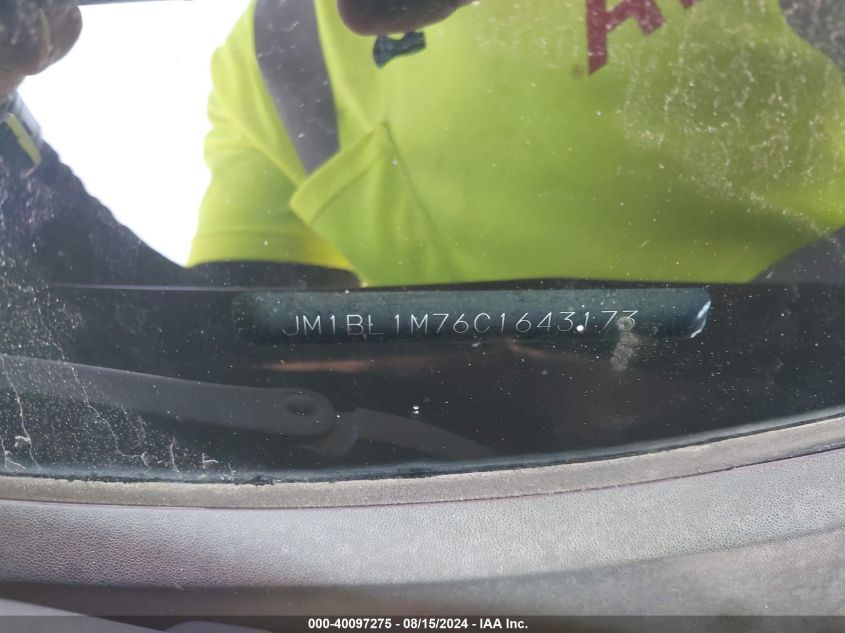 JM1BL1M76C1643173
000-40097275 - 08/15/2024 - IAA Inc.